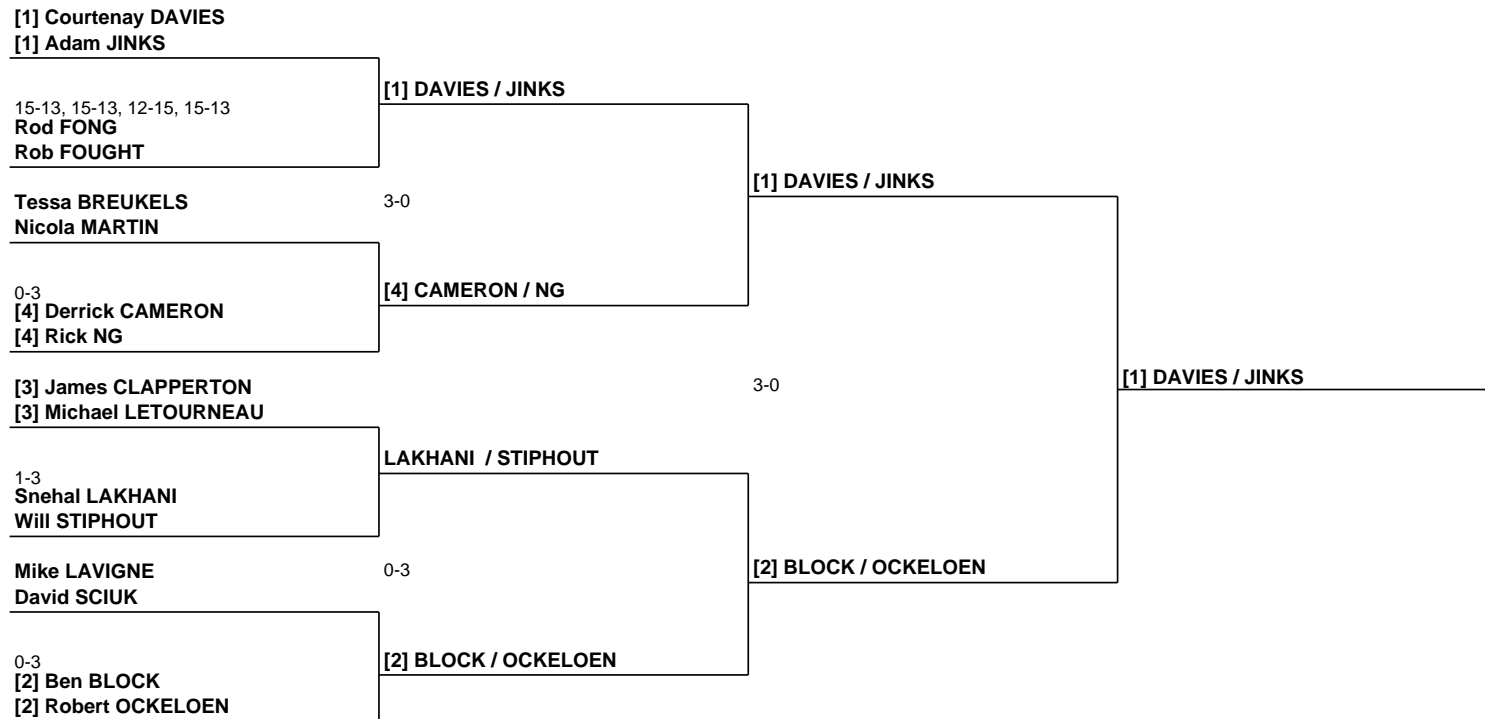 [1] Courtenay DAVIES
[1] Adam JINKS
[1] DAVIES / JINKS
15-13, 15-13, 12-15, 15-13
Rod FONG
Rob FOUGHT
[1] DAVIES / JINKS
Tessa BREUKELS
3-0
Nicola MARTIN
[4] CAMERON / NG
0-3
[4] Derrick CAMERON
[4] Rick NG
[1] DAVIES / JINKS
[3] James CLAPPERTON
3-0
[3] Michael LETOURNEAU
LAKHANI / STIPHOUT
1-3
Snehal LAKHANI
Will STIPHOUT
[2] BLOCK / OCKELOEN
Mike LAVIGNE
0-3
David SCIUK
[2] BLOCK / OCKELOEN
0-3
[2] Ben BLOCK
[2] Robert OCKELOEN